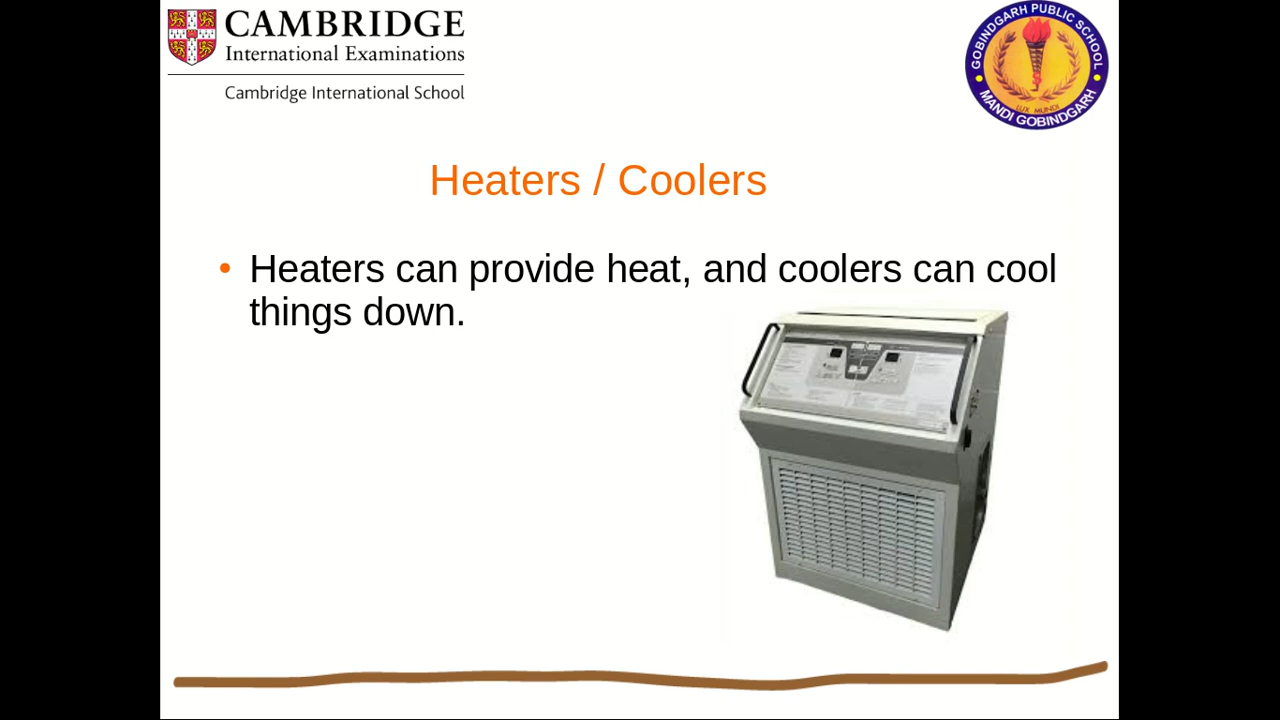 CAMBRIDGE
International Examinations
Cambridge International School
GOBINDGARH PUBLIC SCHOOL
LUX MUNDI
MANDI GOBINDGARH
Heaters / Coolers
• Heaters can provide heat, and coolers can cool
things down.